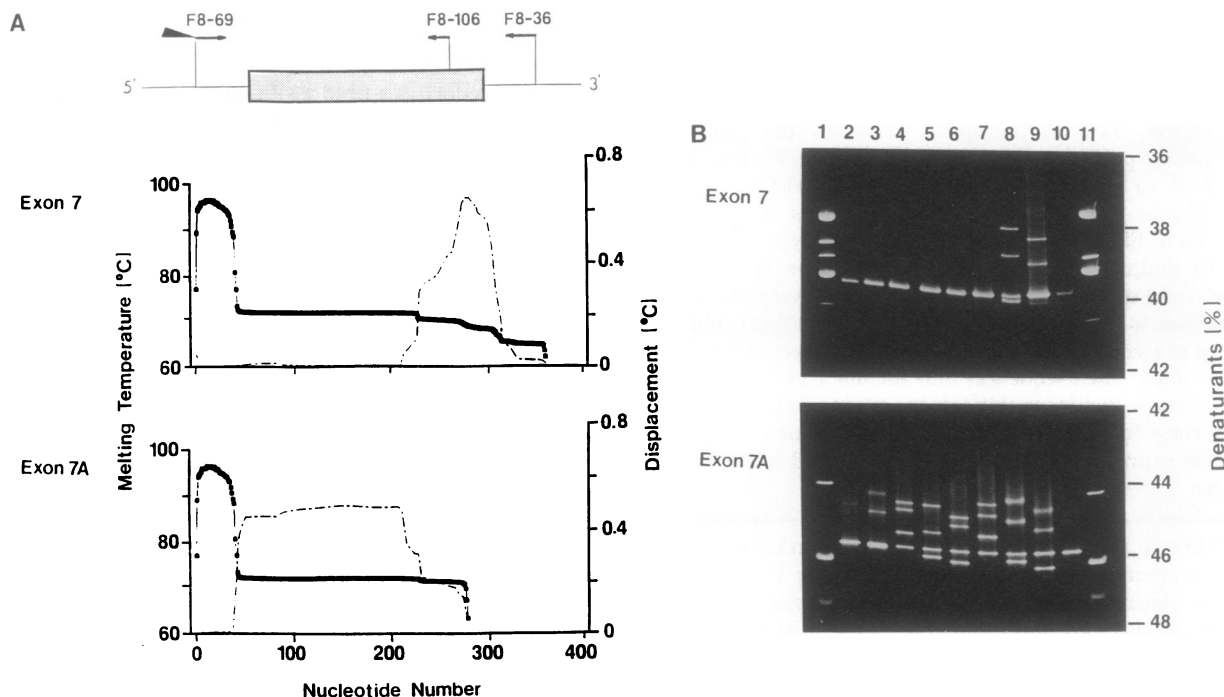 A
F8-69
F8-106
F8-36
5'
3'
Exon 7
Melting Temperature [°C]
100
80
60
0.8
0.4
0
Displacement [°C]
Exon 7A
100
80
60
0.8
0.4
0
0 100 200 300 400
Nucleotide Number
B
1 2 3 4 5 6 7 8 9 10 11
Exon 7
36
38
40
42
Exon 7A
42
44
46
48
Denaturants [%]